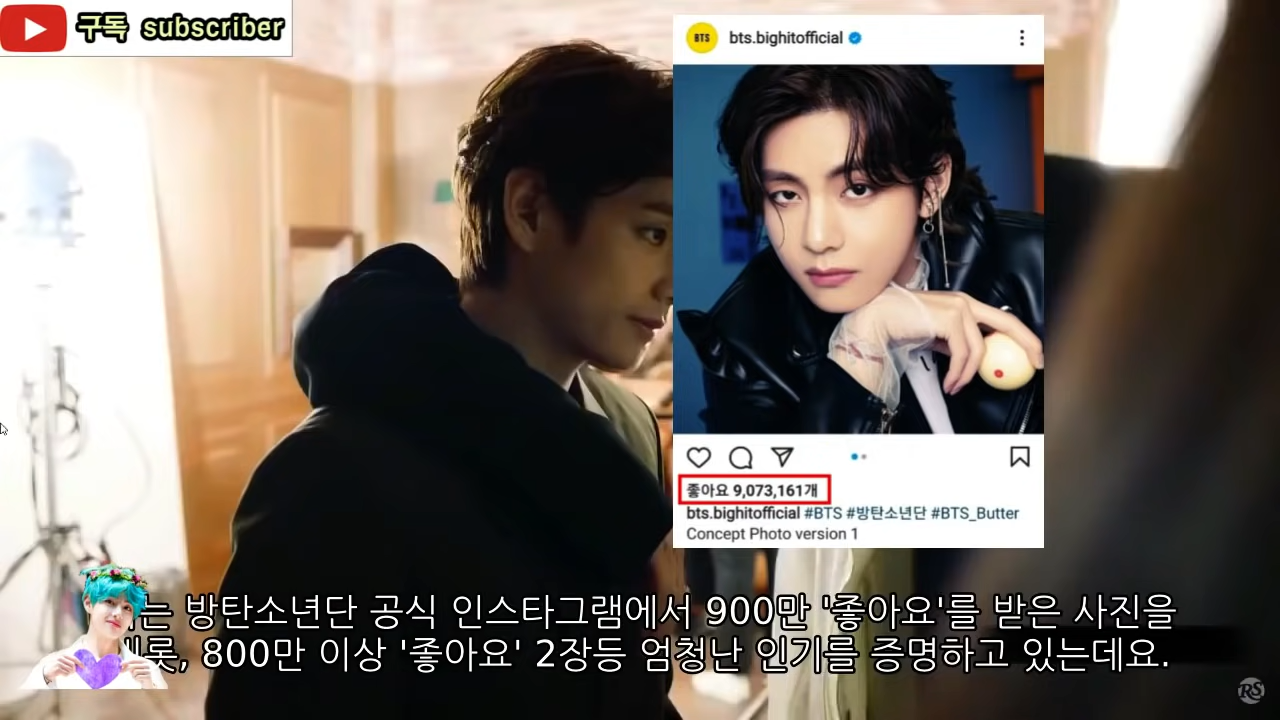 구독 subscriber
BTS
bts.bighitofficial
좋아요 9,073,161개
bts.bighitofficial #BTS #방탄소년단 #BTS_Butter
Concept Photo version 1
는 방탄소년단 공식 인스타그램에서 900만 '좋아요'를 받은 사진을
800만 이상 '좋아요' 2장등 엄청난 인기를 증명하고 있는데요.
RS